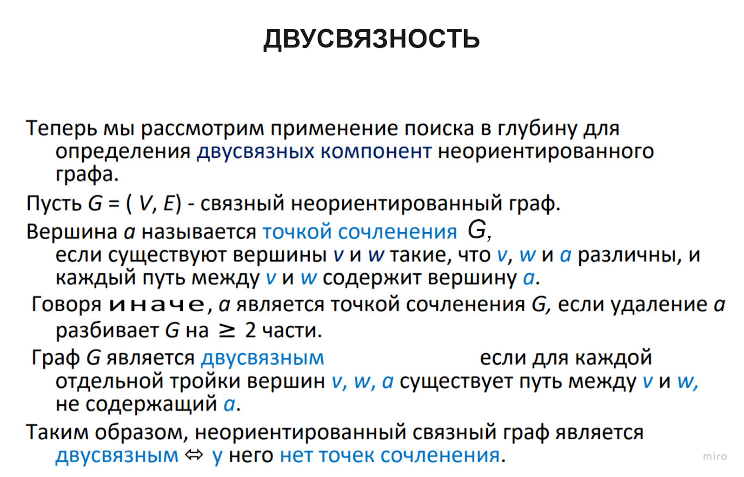 ДВУСВЯЗНОСТЬ
Теперь мы рассмотрим применение поиска в глубину для
определения двусвязных компонент неориентированного
графа.
Пусть G = ( V, E) - связный неориентированный граф.
Вершина a называется точкой сочленения G,
если существуют вершины v и w такие, что v, w и a различны, и
каждый путь между v и w содержит вершину a.
Говоря иначе, a является точкой сочленения G, если удаление a
разбивает G на ≥ 2 части.
Граф G является двусвязным если для каждой
отдельной тройки вершин v, w, a существует путь между v и w,
не содержащий a.
Таким образом, неориентированный связный граф является
двусвязным ⇔ у него нет точек сочленения.
miro